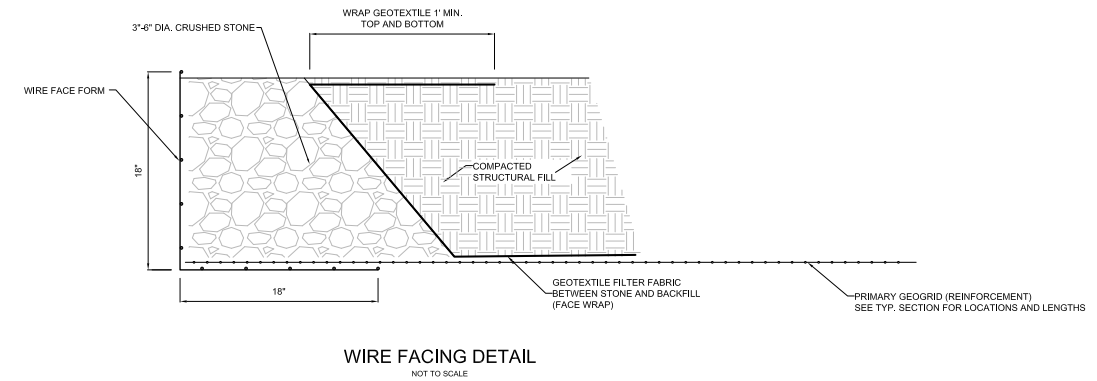 WRAP GEOTEXTILE 1' MIN.
TOP AND BOTTOM
3"-6" DIA. CRUSHED STONE
WIRE FACE FORM
18"
COMPACTED
STRUCTURAL FILL
18"
GEOTEXTILE FILTER FABRIC
BETWEEN STONE AND BACKFILL
(FACE WRAP)
PRIMARY GEOGRID (REINFORCEMENT)
SEE TYP. SECTION FOR LOCATIONS AND LENGTHS
WIRE FACING DETAIL
NOT TO SCALE